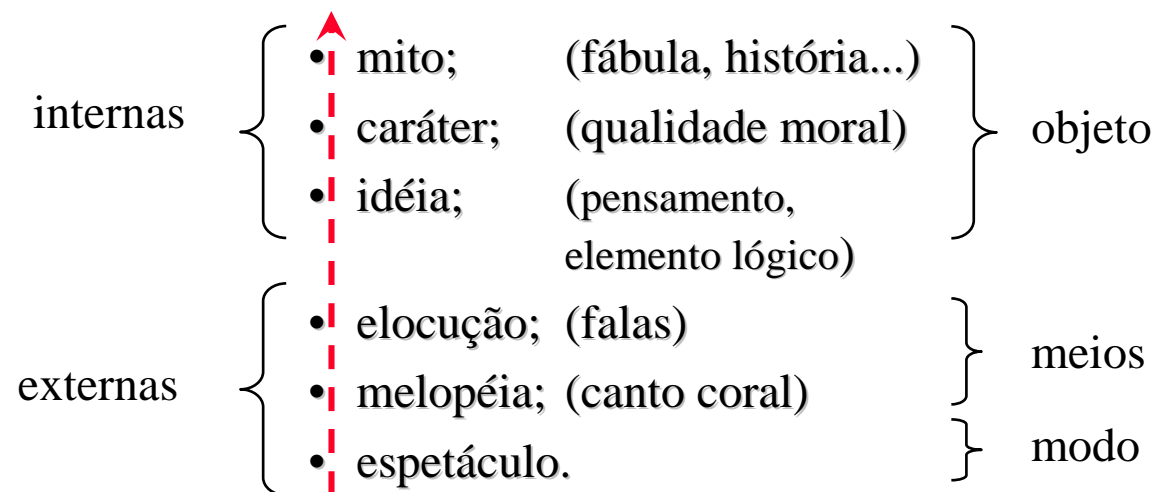 • mito; (fábula, história...)
internas
• caráter; (qualidade moral) objeto
• idéia; (pensamento,
elemento lógico)
• elocução; (falas)
meios
externas • melopéia; (canto coral)
modo
• espetáculo.